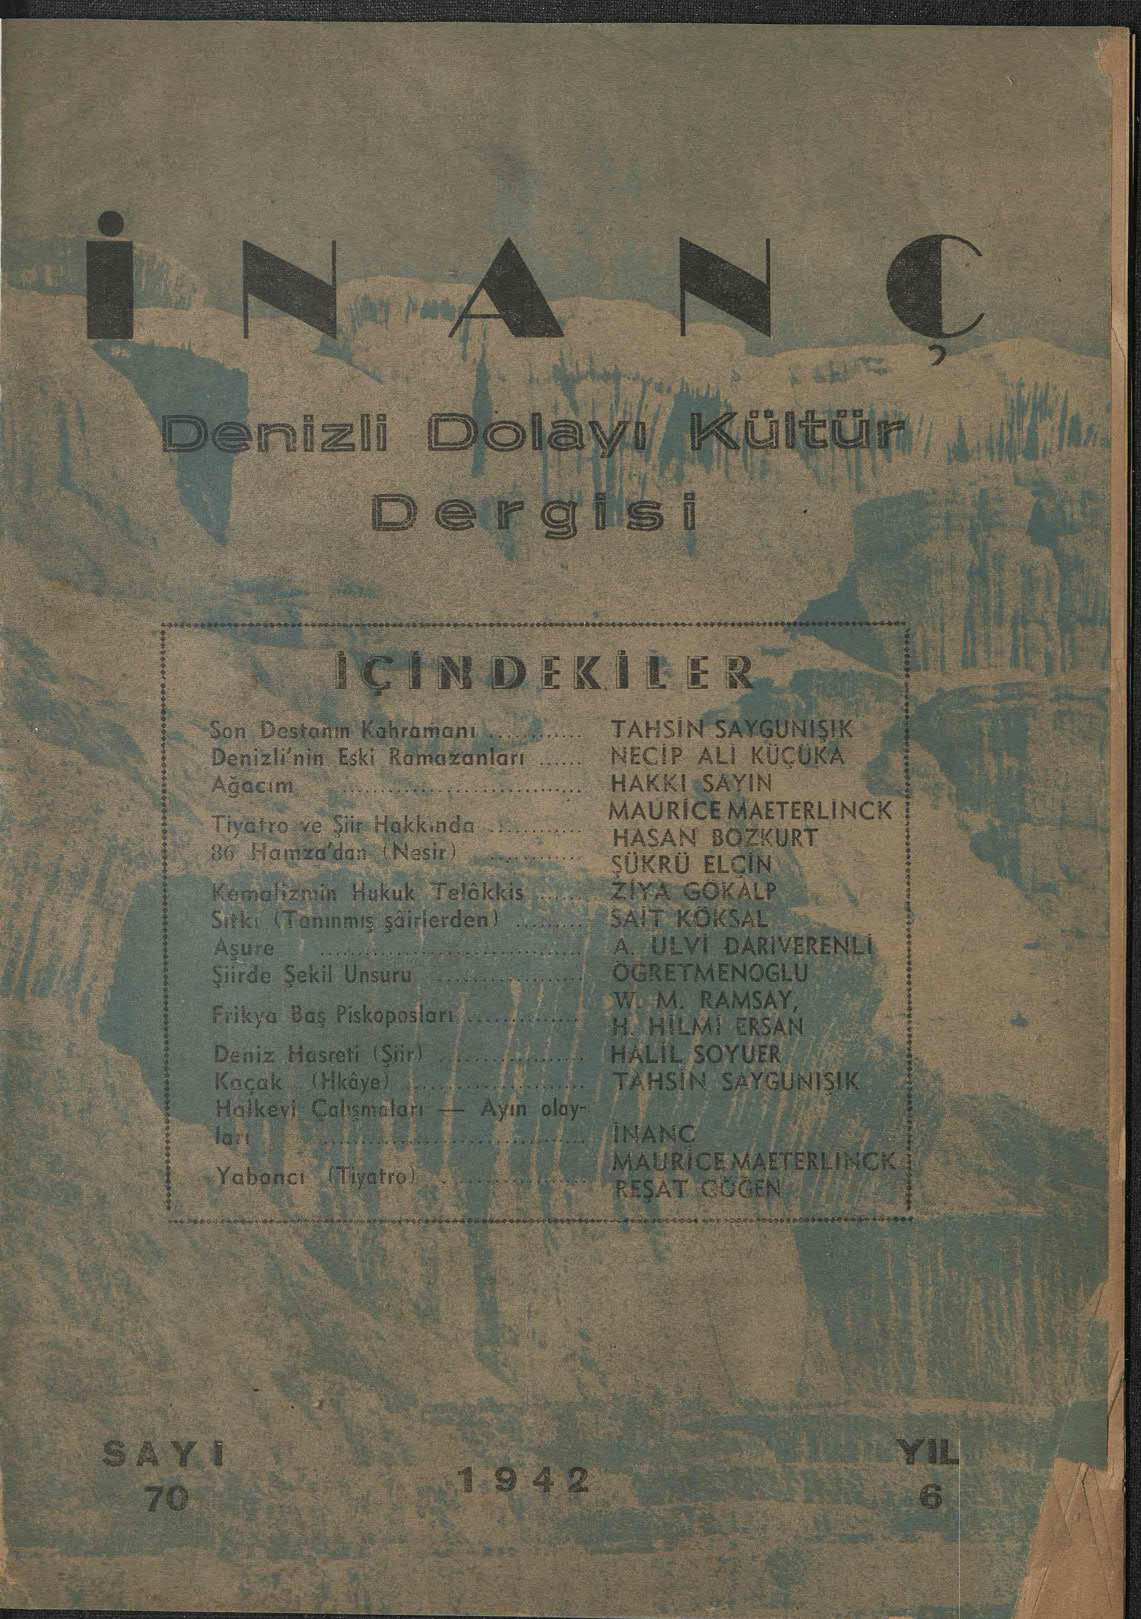 İNANÇ
Denizli Dolayı Kültür
Dergisi
İÇİNDEKİLER
Son Destanın Kahramanı ............ TAHSİN SAYGUNIŞIK
Denizli'nin Eski Ramazanları ...... NECİP ALİ KÜÇÜKA
Ağacım ............................... HAKKI SAYIN
MAURİCE MAETERLİNCK
Tiyatro ve Şiir Hakkında ............ HASAN BOZKURT
86 Hamza'dan (Nesir) ............ ŞÜKRÜ ELÇİN
Kemalizmin Hukuk Telâkkis ...... ZİYA GÖKALP
Sıtkı (Tanınmış şâirlerden) ......... SAİT KÖKSAL
Aşure ................................. A. ULVİ DARIVERENLİ
Şiirde Şekil Unsuru .................. ÖĞRETMENOĞLU
W. M. RAMSAY,
Frikya Baş Piskoposları ............... H. HİLMİ ERSAN
Deniz Hasreti (Şiir) .................. HALİL SOYUER
Kaçak (Hkâye) ..................... TAHSİN SAYGUNIŞIK
Halkevi Çalışmaları — Ayın olay-
ları ................................. İNANÇ
MAURİCE MAETERLİNCK
Yabancı (Tiyatro) .................. REŞAT GÖĞEN
SAYI
70
1942
YIL
6